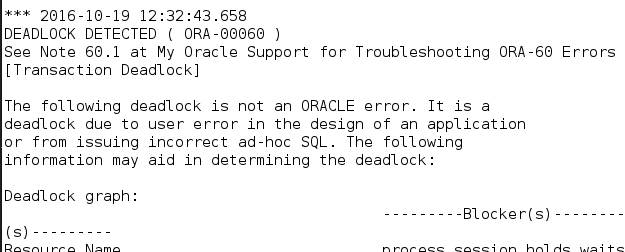 *** 2016-10-19 12:32:43.658
DEADLOCK DETECTED ( ORA-00060 )
See Note 60.1 at My Oracle Support for Troubleshooting ORA-60 Errors
[Transaction Deadlock]
The following deadlock is not an ORACLE error. It is a
deadlock due to user error in the design of an application
or from issuing incorrect ad-hoc SQL. The following
information may aid in determining the deadlock:
Deadlock graph:
---------Blocker(s)--------
(s)---------
Resource Name process session holds waits